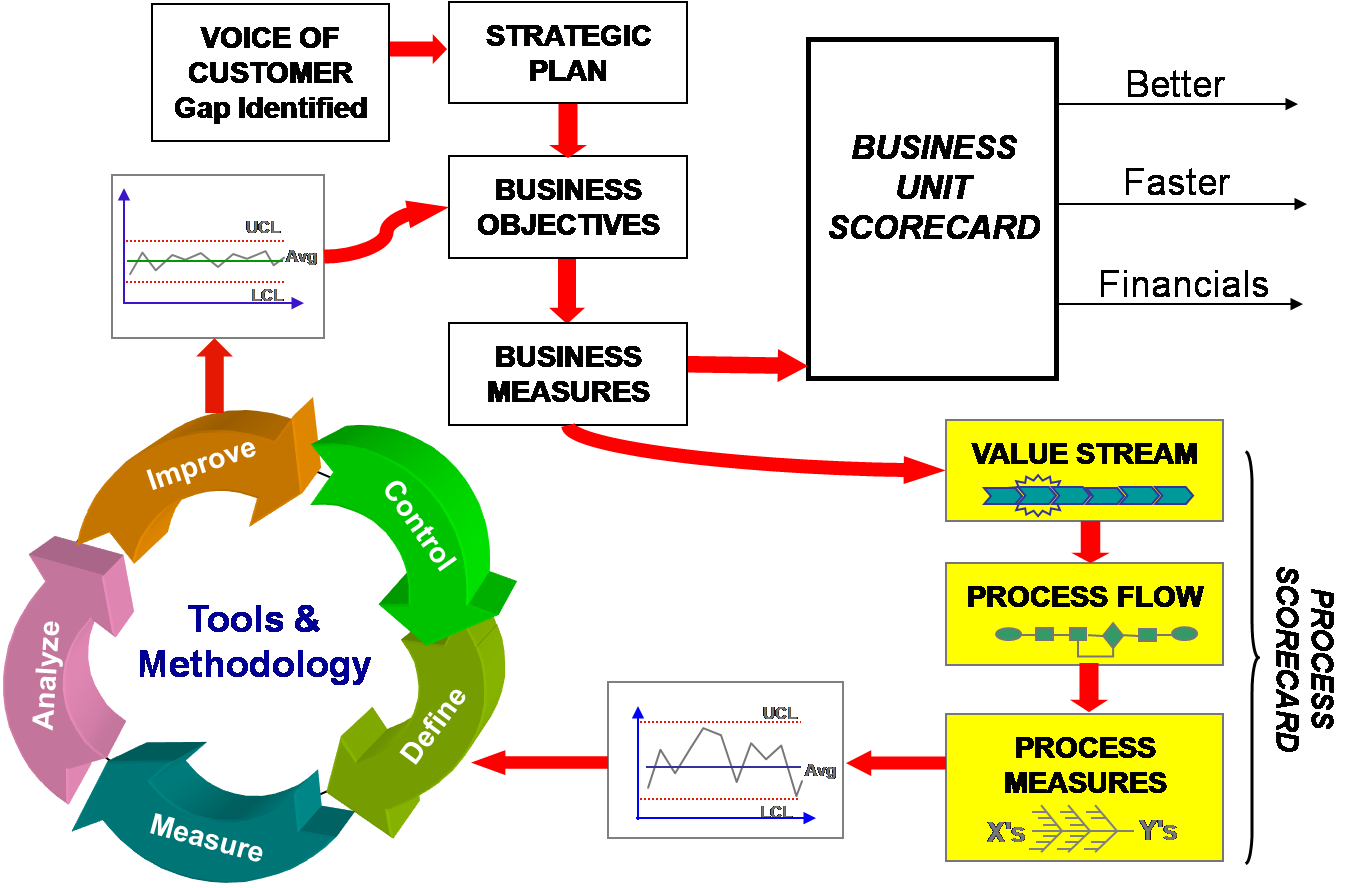 VOICE OF
CUSTOMER
Gap Identified
STRATEGIC
PLAN
BUSINESS
OBJECTIVES
BUSINESS
MEASURES
BUSINESS
UNIT
SCORECARD
Better
Faster
Financials
UCL
Avg
LCL
Improve
Control
Define
Measure
Analyze
Tools &
Methodology
VALUE STREAM
PROCESS FLOW
PROCESS
MEASURES
X's
Y's
PROCESS
SCORECARD
UCL
Avg
LCL